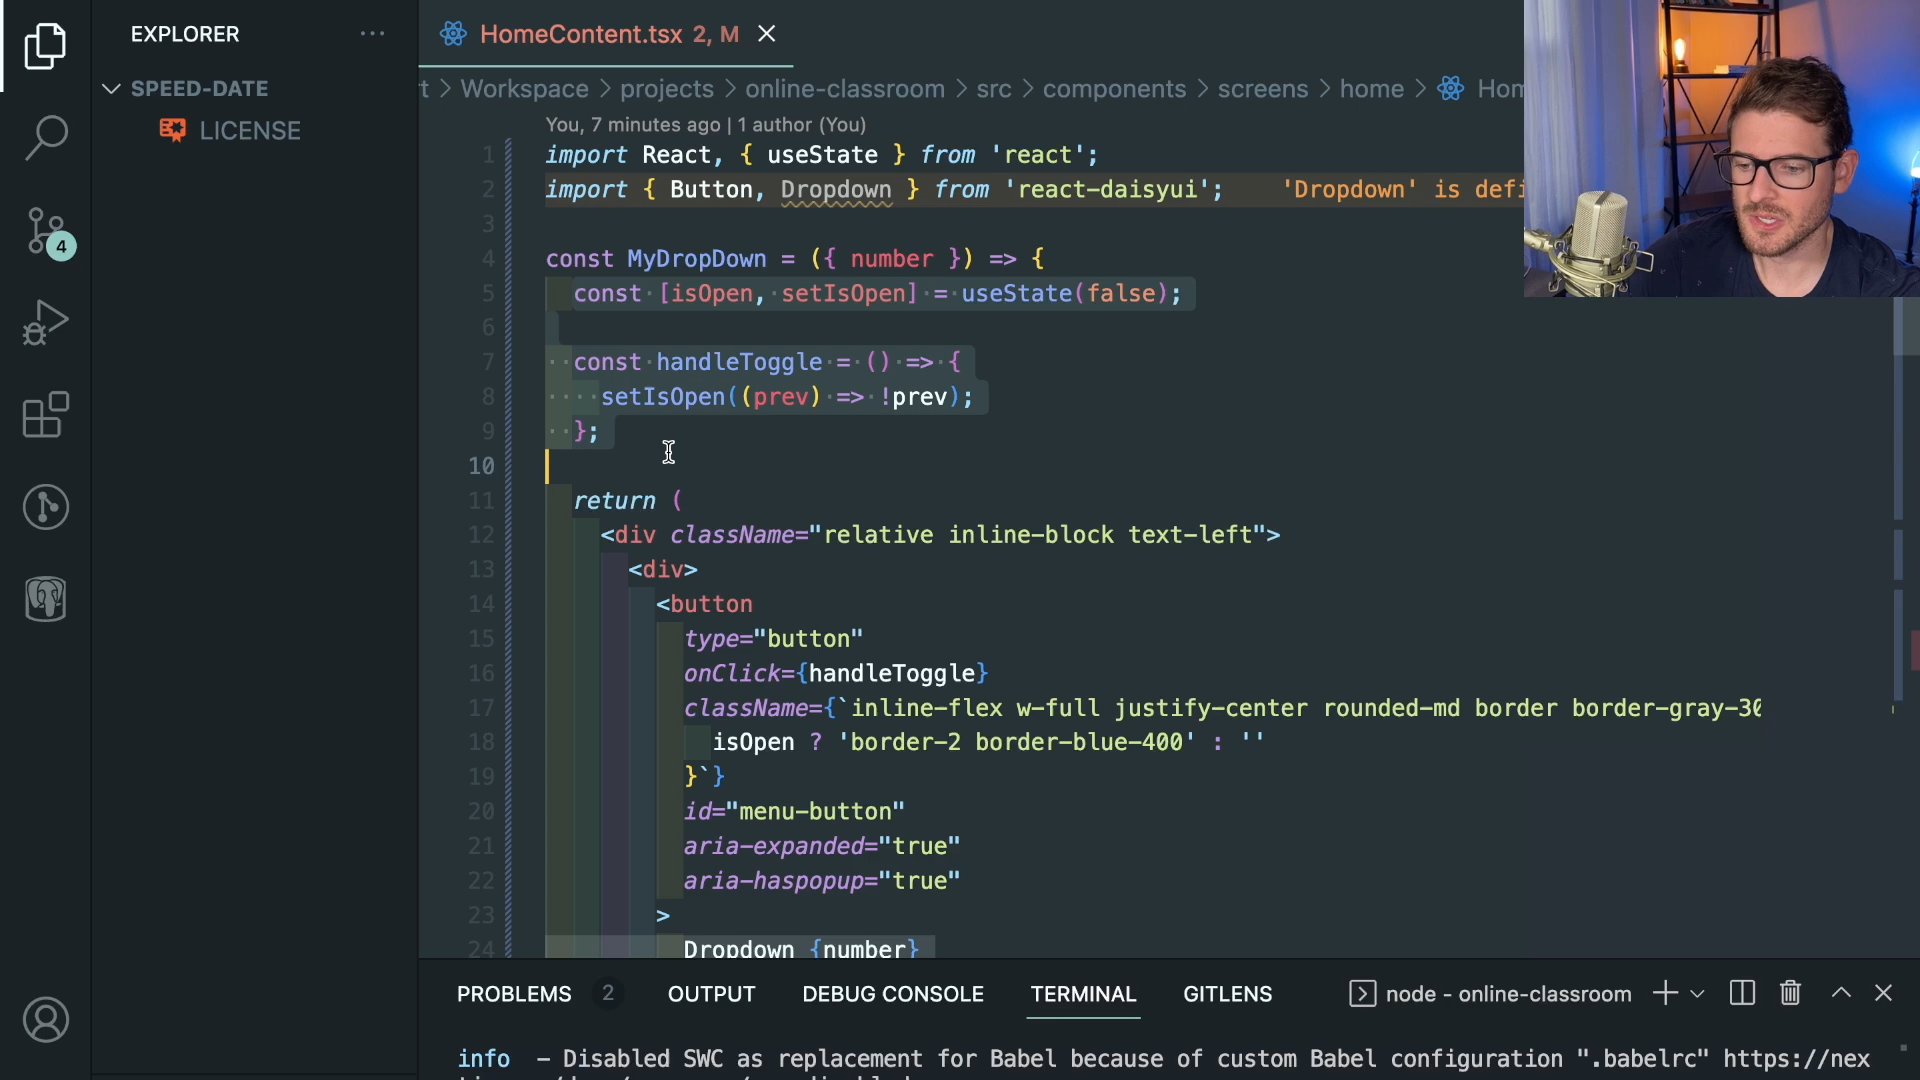 EXPLORER ···
SPEED-DATE
LICENSE
4
HomeContent.tsx 2, M
t > Workspace > projects > online-classroom > src > components > screens > home > Hom
You, 7 minutes ago | 1 author (You)
1 import React, { useState } from 'react';
2 import { Button, Dropdown } from 'react-daisyui'; 'Dropdown' is defi
3
4 const MyDropDown = ({ number }) => {
5 const [isOpen, setIsOpen] = useState(false);
6
7 const handleToggle = () => {
8 setIsOpen((prev) => !prev);
9 };
10
11 return (
12 <div className="relative inline-block text-left">
13 <div>
14 <button
15 type="button"
16 onClick={handleToggle}
17 className={`inline-flex w-full justify-center rounded-md border border-gray-30
18 isOpen ? 'border-2 border-blue-400' : ''
19 }`}
20 id="menu-button"
21 aria-expanded="true"
22 aria-haspopup="true"
23 >
24 Dropdown {number}
PROBLEMS 2 OUTPUT DEBUG CONSOLE TERMINAL GITLENS node - online-classroom
info – Disabled SWC as replacement for Babel because of custom Babel configuration ".babelrc" https://nex